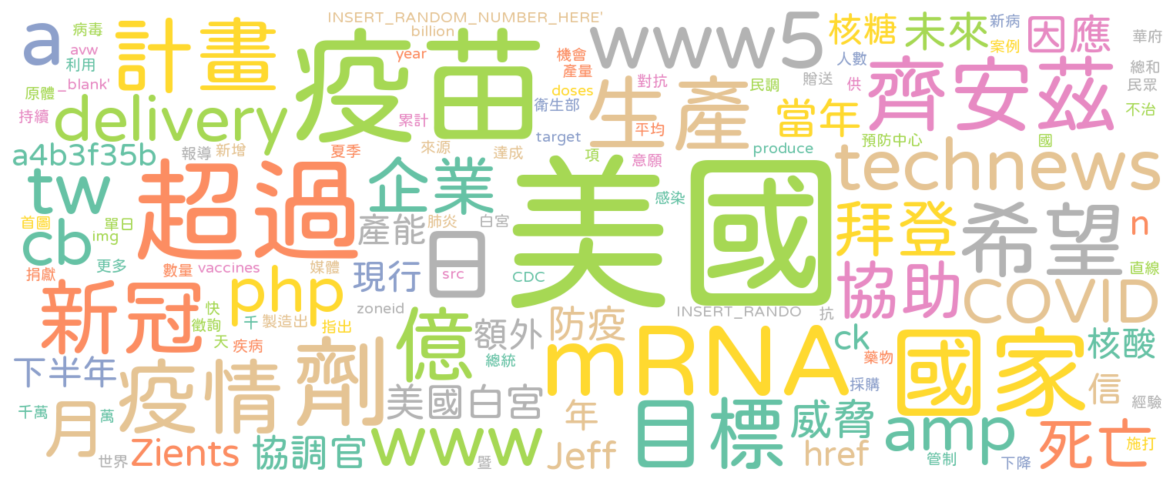 INSERT_RANDOM_NUMBER_HERE'
billion
a
病毒
avw
利用
_blank'
計畫
疫苗
year
機會
產量
doses
www5
核糖
未來
新病
案例
因應
華府
總和
民眾
人數
供
贈送
民調
對抗
齊安茲
不治
原體
持續
delivery
累計
衛生部
target
生產
平均
當年
預防中心
國
a4b3f35b
報導
新增
夏季
來源
達成
項
意願
produce
technews
tw
超過
企業
美國
感染
首圖
單日
img
cb
更多
產能
肺炎
白宮
日
src
CDC
拜登
希望
n
直線
捐獻
數量
vaccines
媒體
現行
協助
COVID
新冠
php
快
徵詢
千
製造出
指出
天
疾病
zoneid
億
額外
總統
防疫
INSERT_RANDO
抗
mRNA
ck
藥物
採購
國家
核酸
下半年
疫情
劑
美國白宮
信
經驗
千萬
萬
月
世界
Zients
協調官
www
暨
年
Jeff
目標
威脅
href
amp
管制
下降
死亡
施打